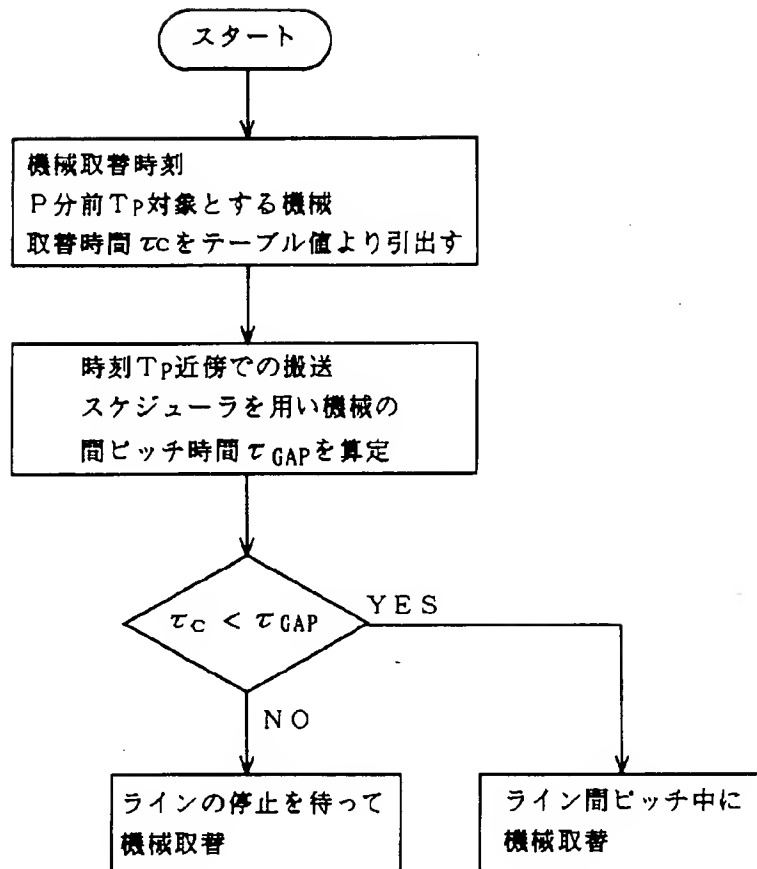 スタート
機械取替時刻
P分前TP対象とする機械
取替時間τCをテーブル値より引出す
時刻TP近傍での搬送
スケジューラを用い機械の
間ピッチ時間τGAPを算定
τC < τGAP
YES
NO
ラインの停止を待って
機械取替
ライン間ピッチ中に
機械取替